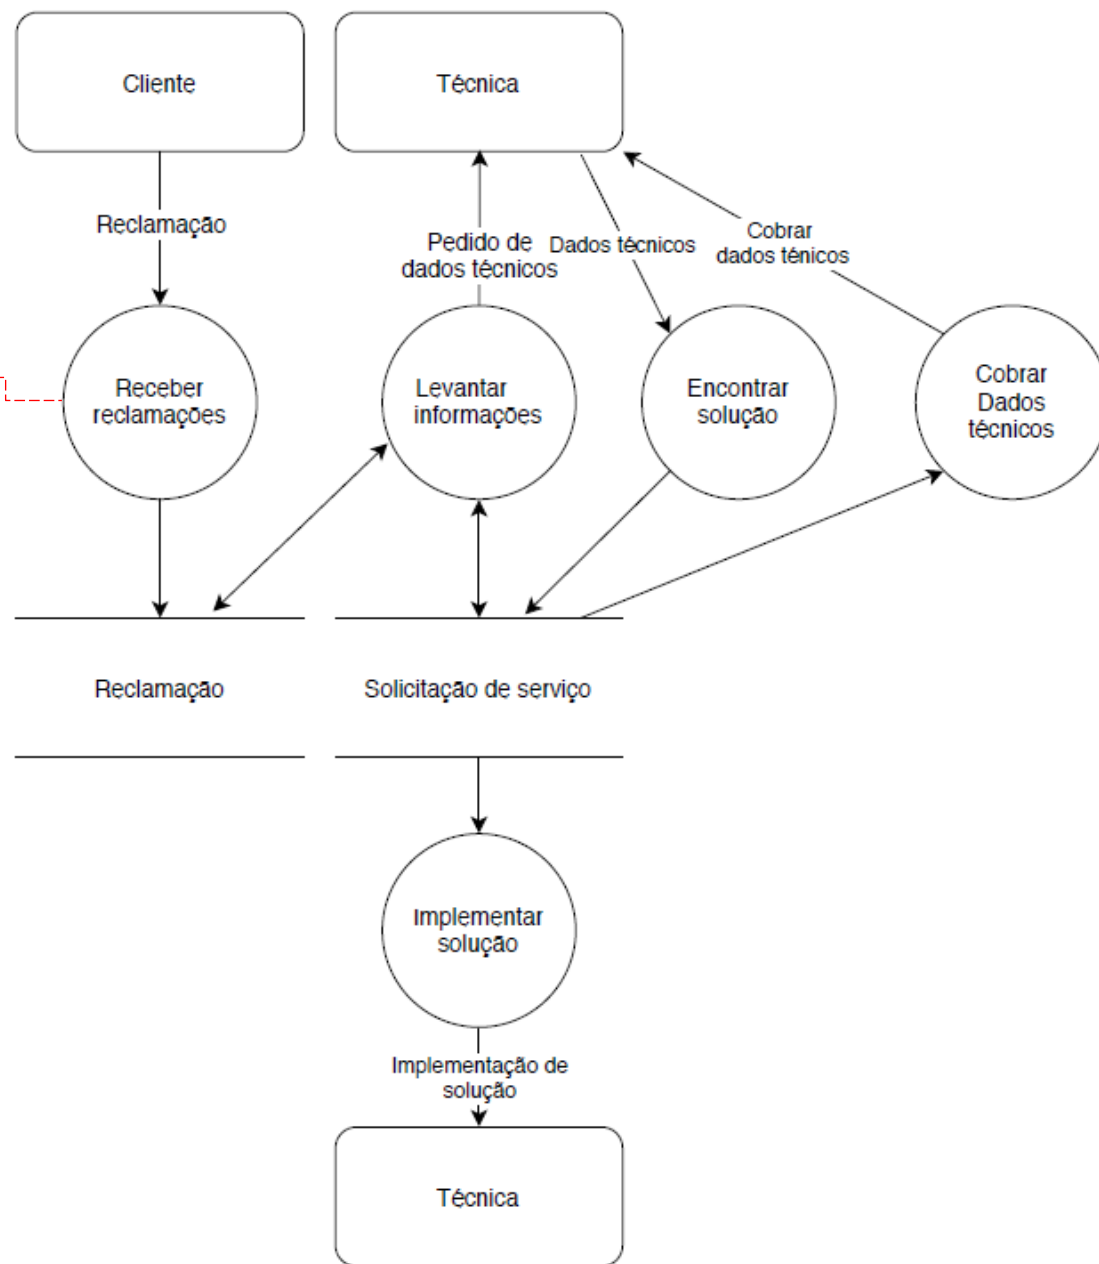 Cliente
Técnica
Reclamação
Pedido de
dados técnicos
Dados técnicos
Cobrar
dados ténicos
Receber
reclamações
Levantar
informações
Encontrar
solução
Cobrar
Dados
técnicos
Reclamação
Solicitação de serviço
Implementar
solução
Implementação de
solução
Técnica